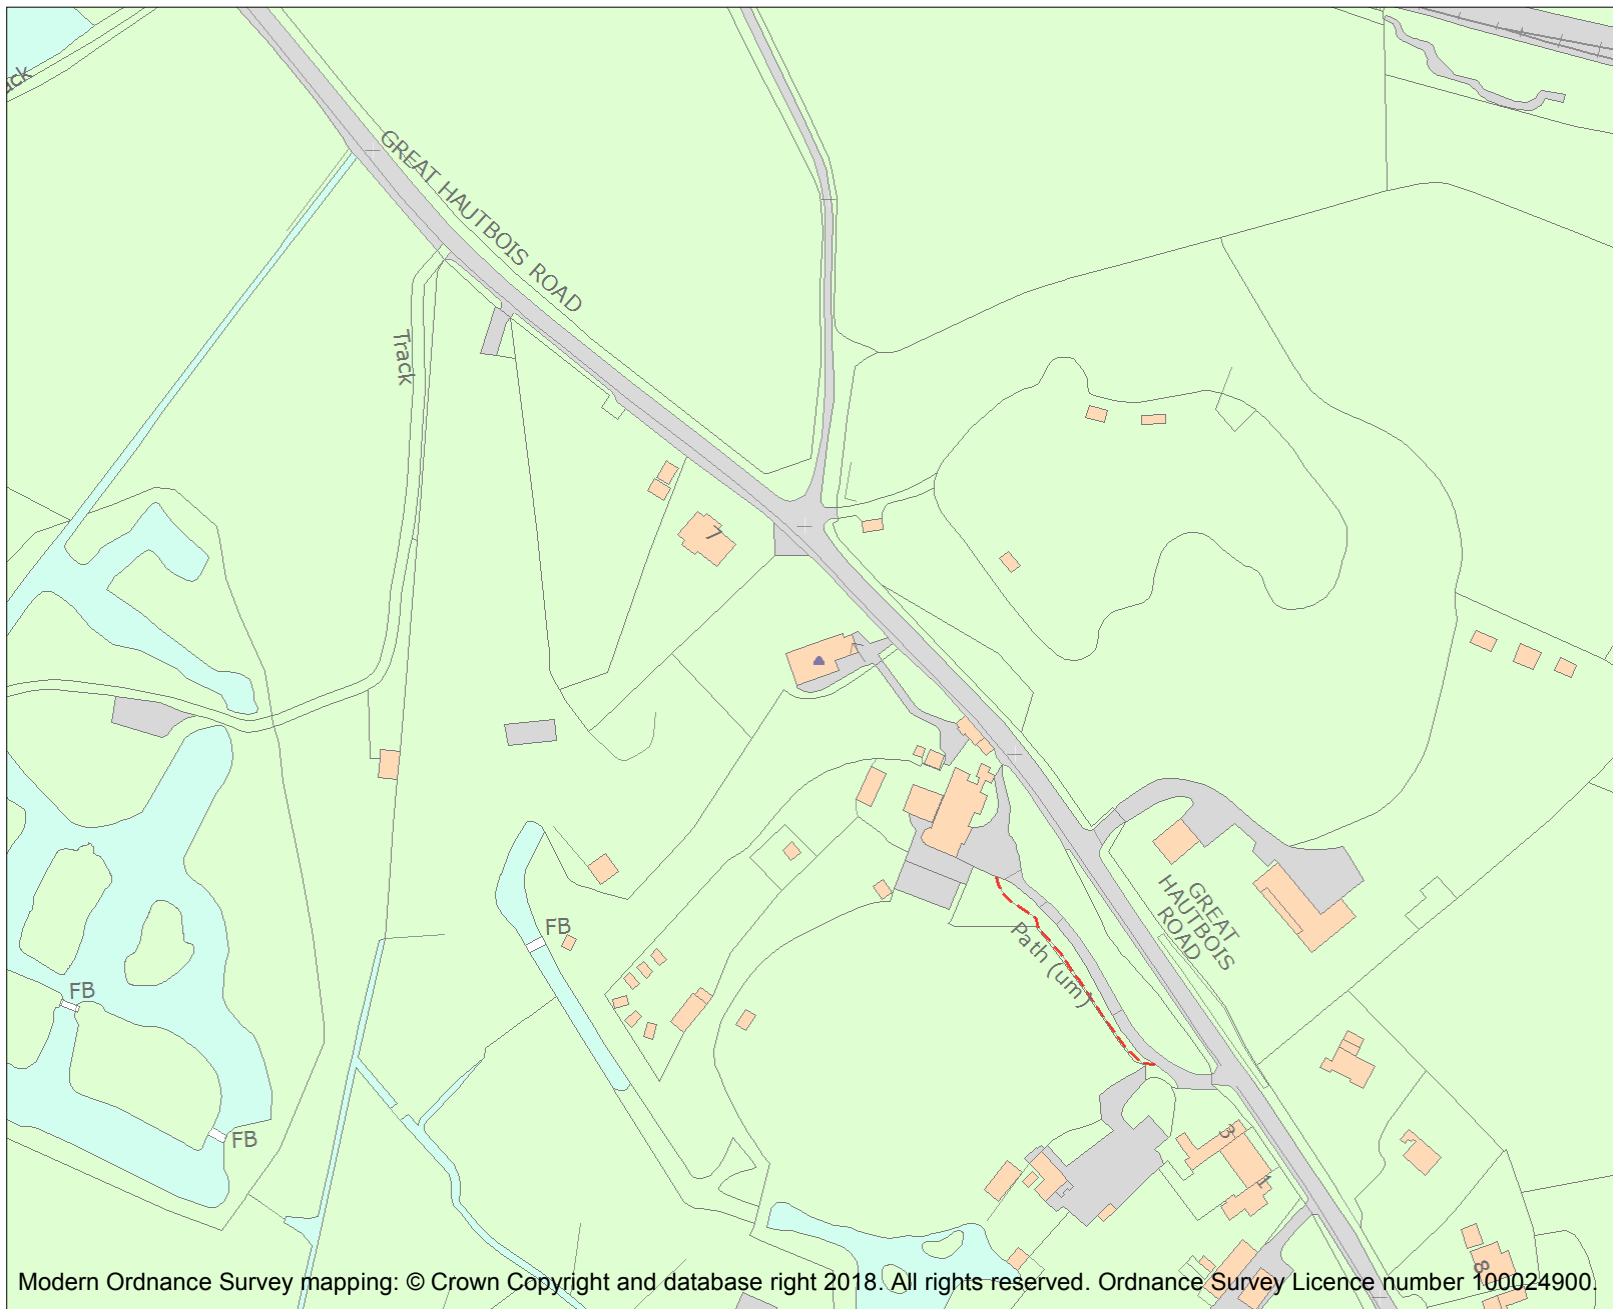 ack
GREAT HAUTBOIS ROAD
Track
7
GREAT
HAUTBOIS
ROAD
FB
Path (um)
FB
FB
3
1
8
Modern Ordnance Survey mapping: © Crown Copyright and database right 2018. All rights reserved. Ordnance Survey Licence number 100024900.